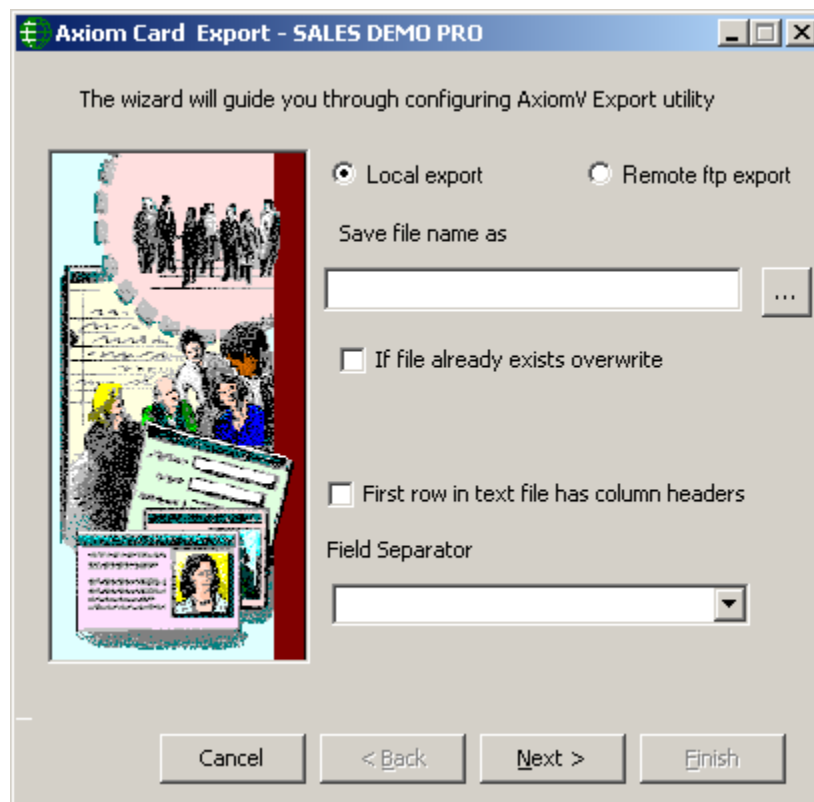 Axiom Card Export - SALES DEMO PRO
The wizard will guide you through configuring AxiomV Export utility
Local export
Remote ftp export
Save file name as
...
If file already exists overwrite
First row in text file has column headers
Field Separator
Cancel
< Back
Next >
Finish